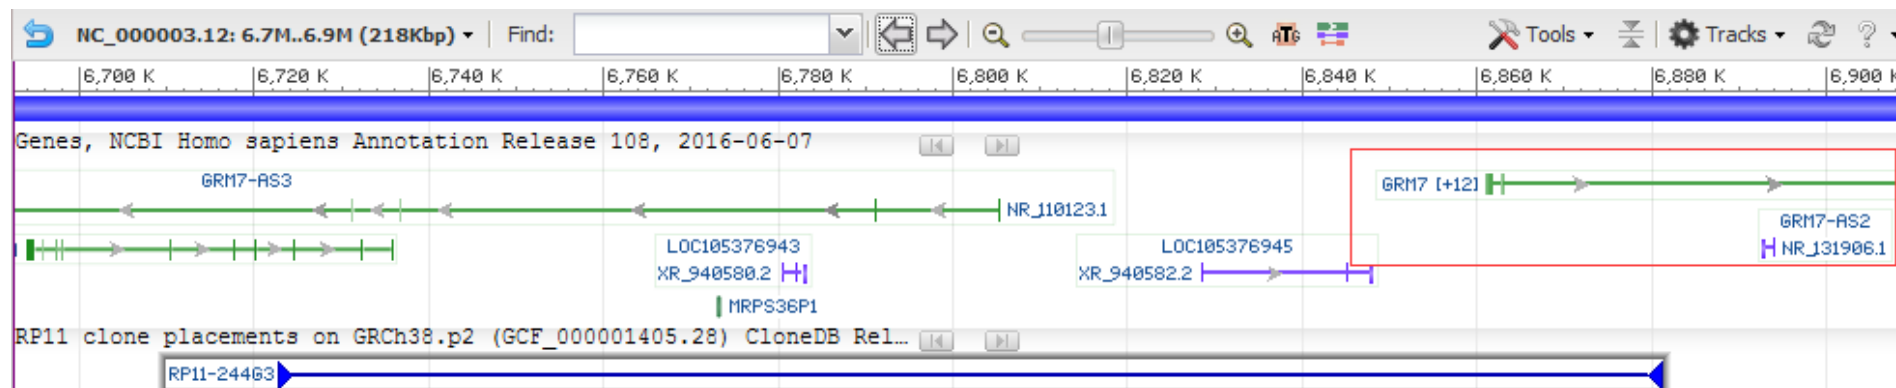 NC_000003.12: 6.7M..6.9M (218Kbp) Find: ATG Tools Tracks ?
6,700 K 6,720 K 6,740 K 6,760 K 6,780 K 6,800 K 6,820 K 6,840 K 6,860 K 6,880 K 6,900 K
Genes, NCBI Homo sapiens Annotation Release 108, 2016-06-07
GRM7-AS3 GRM7 [+12]
NR_110123.1 GRM7-AS2
LOC105376943 LOC105376945 NR_131906.1
XR_940580.2 XR_940582.2
MRPS36P1
RP11 clone placements on GRCh38.p2 (GCF_000001405.28) CloneDB Rel…
RP11-244G3